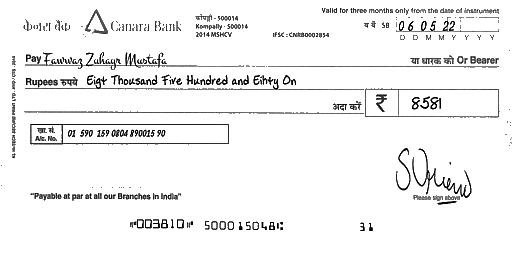 केनरा बैंक Canara Bank
कोंपल्ली - 500014
Kompally - 500014
2014 MSHCV
IFSC : CNRB0002854
Valid for three months only from the date of instrument
SB 06 05 22
D D M M Y Y Y Y
Pay Fawwaz Zuhayr Mustafa या धारक को Or Bearer
Rupees रुपये Eigt Thousand Five Hundred and Eihty On
अदा करें ₹ 8581
खा. सं.
A/c. No. 01 590 159 0804 890015 90
Please sign above
"Payable at par at all our Branches in India"
⑈003810⑈ 500015048⑆ 31